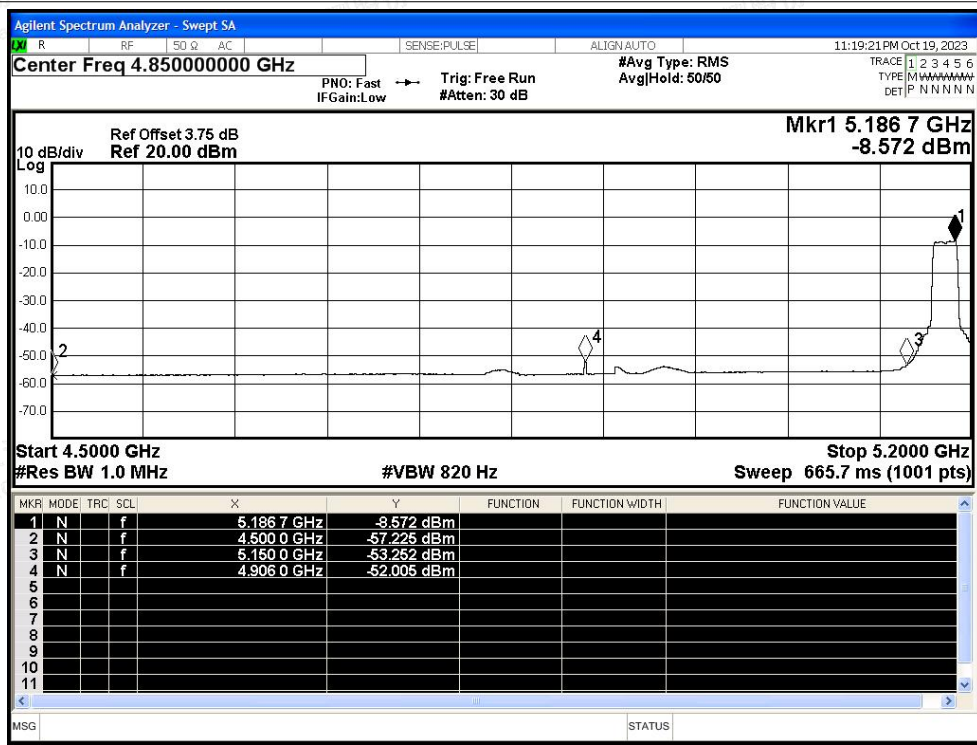 Agilent Spectrum Analyzer - Swept SA
LXI R RF 50 Ω AC SENSE:PULSE ALIGN AUTO 11:19:21 PM Oct 19, 2023
Center Freq 4.850000000 GHz
PNO: Fast
IFGain:Low
Trig: Free Run
#Atten: 30 dB
#Avg Type: RMS
Avg|Hold: 50/50
TRACE 1 2 3 4 5 6
TYPE M
DET P N N N N N
Mkr1 5.186 7 GHz
-8.572 dBm
Ref Offset 3.75 dB
10 dB/div Ref 20.00 dBm
Log
10.0
0.00
-10.0
-20.0
-30.0
-40.0
-50.0
-60.0
-70.0
1
2
3
4
Start 4.5000 GHz Stop 5.2000 GHz
#Res BW 1.0 MHz #VBW 820 Hz Sweep 665.7 ms (1001 pts)
MKR MODE TRC SCL X Y FUNCTION FUNCTION WIDTH FUNCTION VALUE
1 N f 5.186 7 GHz -8.572 dBm
2 N f 4.500 0 GHz -57.225 dBm
3 N f 5.150 0 GHz -53.252 dBm
4 N f 4.906 0 GHz -52.005 dBm
5
6
7
8
9
10
11
MSG STATUS